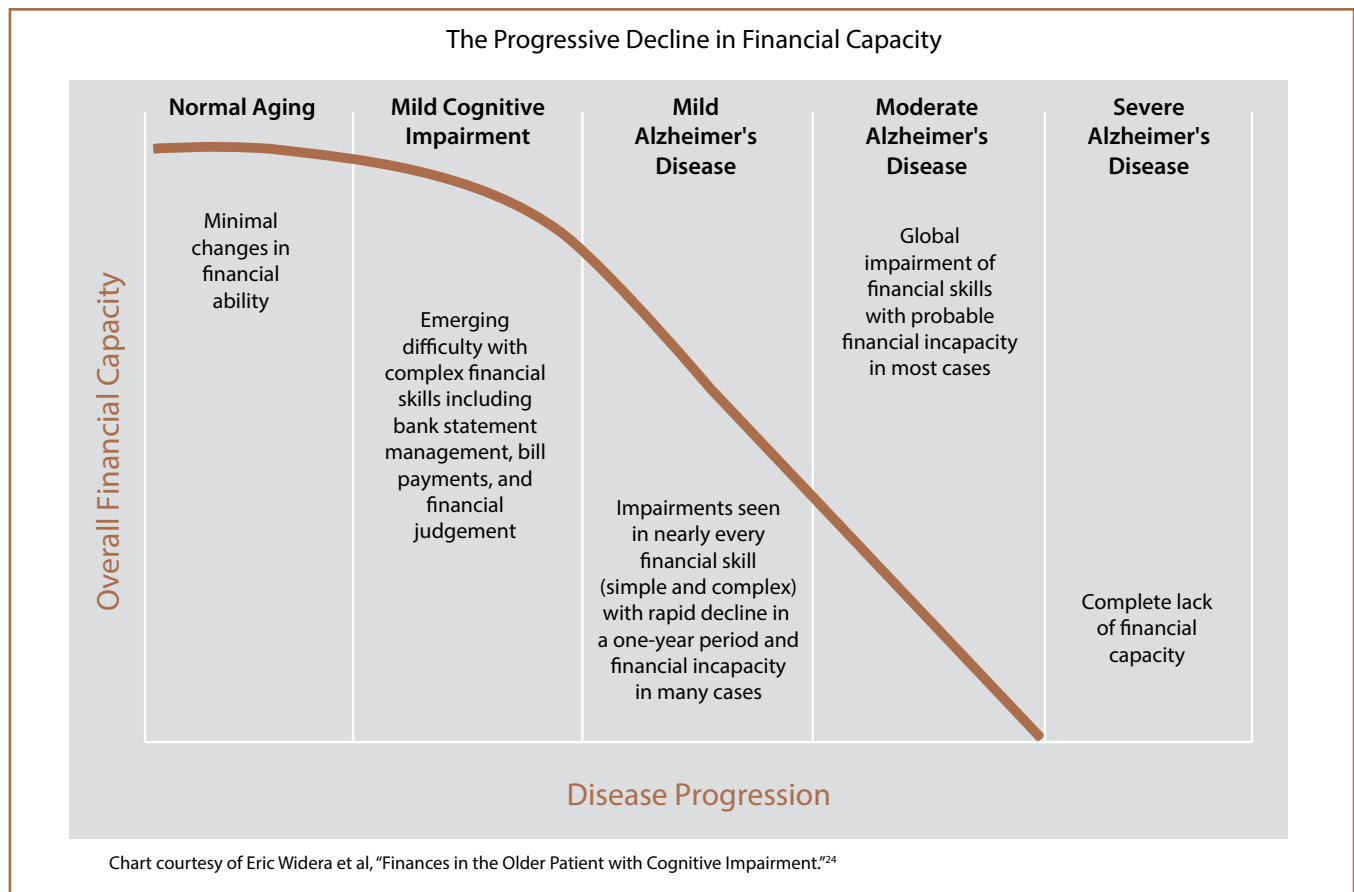 The Progressive Decline in Financial Capacity
Normal Aging
Minimal
changes in
financial
ability
Mild Cognitive
Impairment
Emerging
difficulty with
complex financial
skills including
bank statement
management, bill
payments, and
financial
judgement
Mild
Alzheimer's
Disease
Impairments seen
in nearly every
financial skill
(simple and complex)
with rapid decline in
a one-year period and
financial incapacity
in many cases
Moderate
Alzheimer's
Disease
Global
impairment of
financial skills
with probable
financial incapacity
in most cases
Severe
Alzheimer's
Disease
Complete lack
of financial
capacity
Overall Financial Capacity
Disease Progression
Chart courtesy of Eric Widera et al, “Finances in the Older Patient with Cognitive Impairment.”²⁴